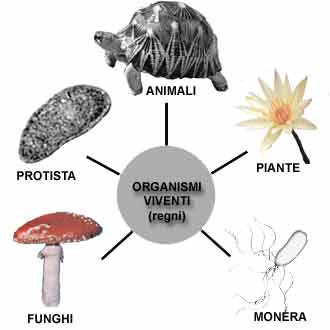 ANIMALI
PROTISTA
PIANTE
ORGANISMI
VIVENTI
(regni)
FUNGHI
MONERA